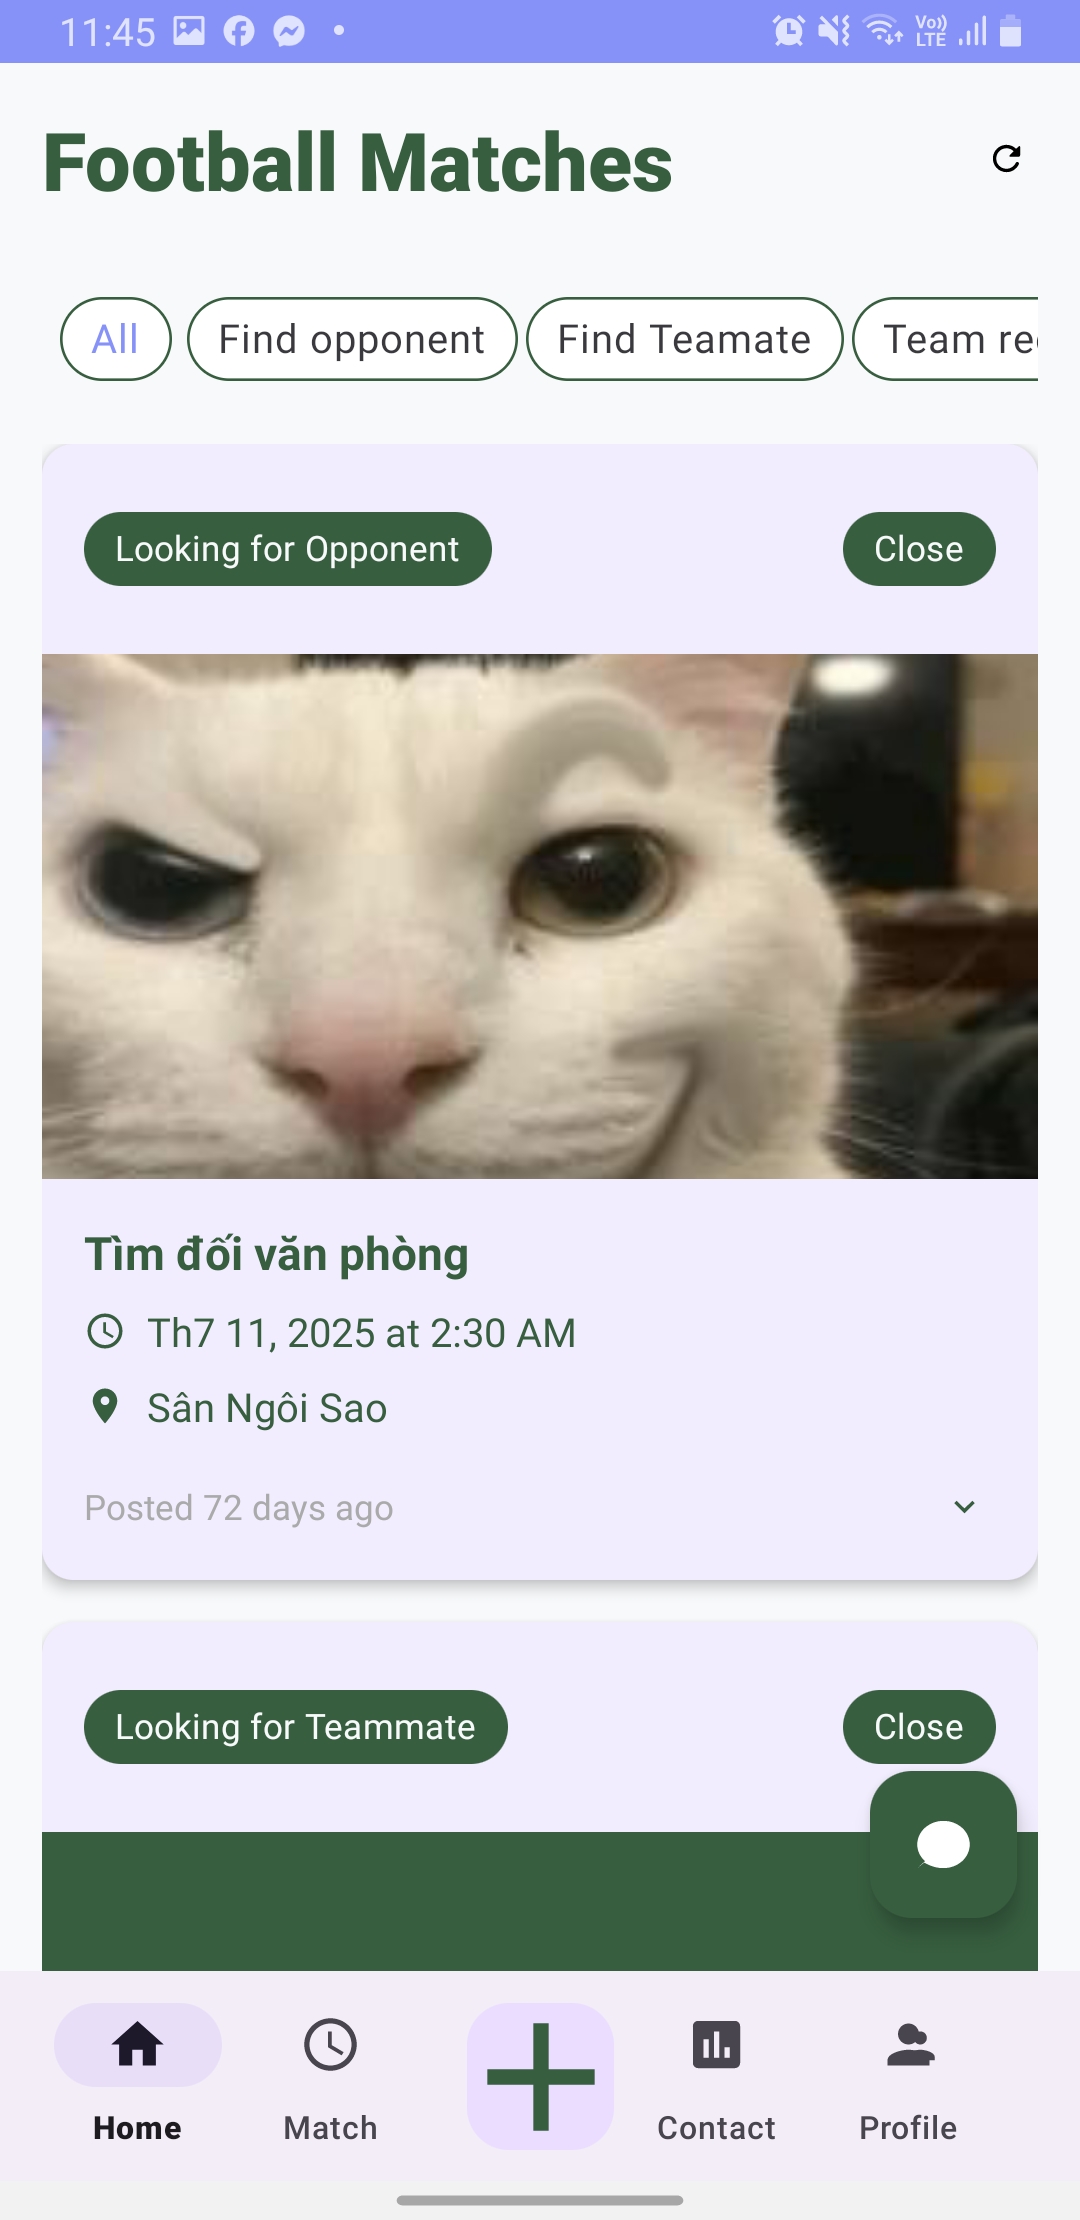 11:45
Vo)) LTE
Football Matches
All
Find opponent
Find Teamate
Team re
Looking for Opponent
Close
Tìm đối văn phòng
Th7 11, 2025 at 2:30 AM
Sân Ngôi Sao
Posted 72 days ago
Looking for Teammate
Close
Home
Match
Contact
Profile